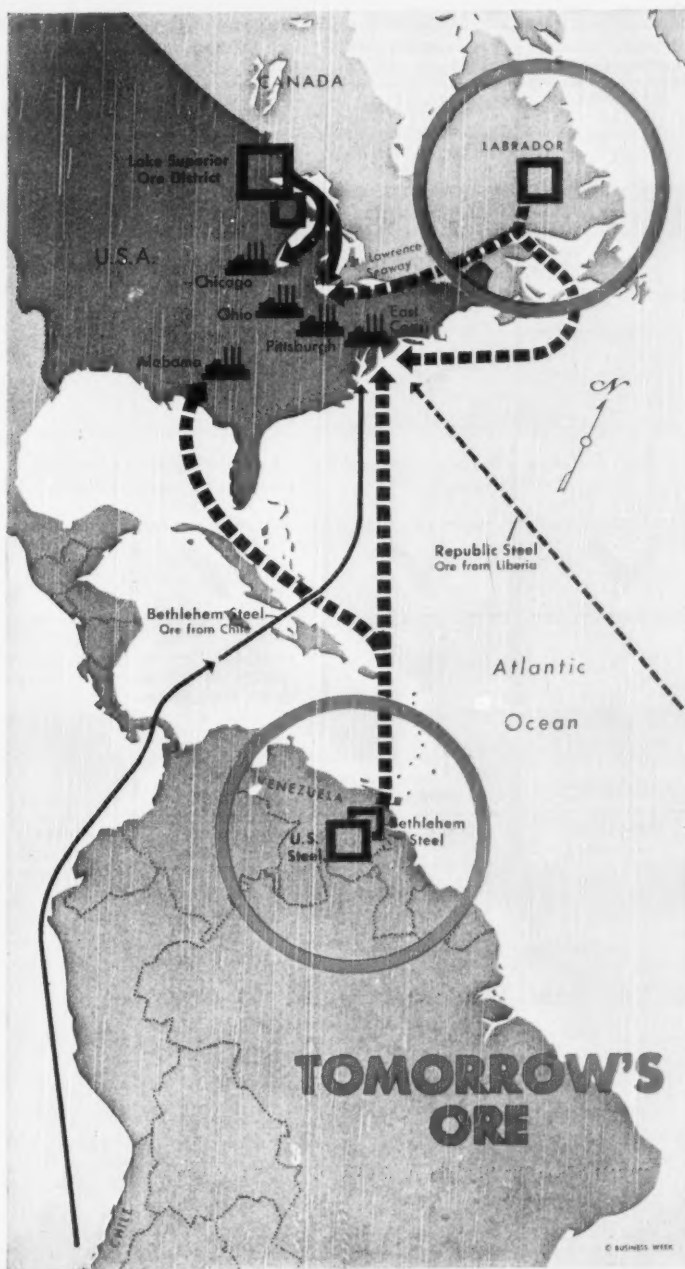 CANADA
LABRADOR
Lake Superior
Ore District
U.S.A.
Lawrence
Seaway
Chicago
Ohio
Pittsburgh
East
Alabama
N
Republic Steel
Ore from Liberia
Bethlehem Steel
Ore from Chile
Atlantic
Ocean
VENEZUELA
Bethlehem
Steel
U.S.
Steel
TOMORROW'S
ORE
CHILE
© BUSINESS WEEK